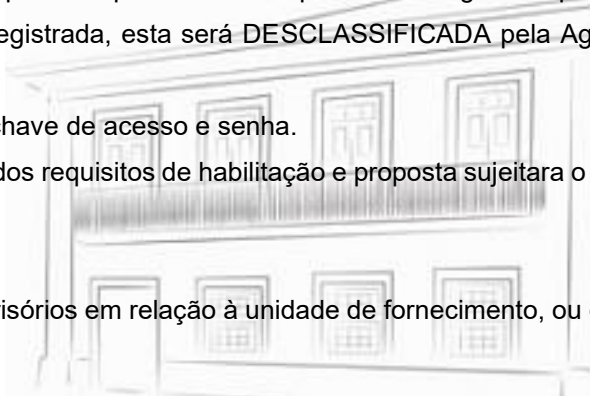 egistrada, esta será DESCLASSIFICADA pela Ag
have de acesso e senha.
dos requisitos de habilitação e proposta sujeitara o
isórios em relação à unidade de fornecimento, ou